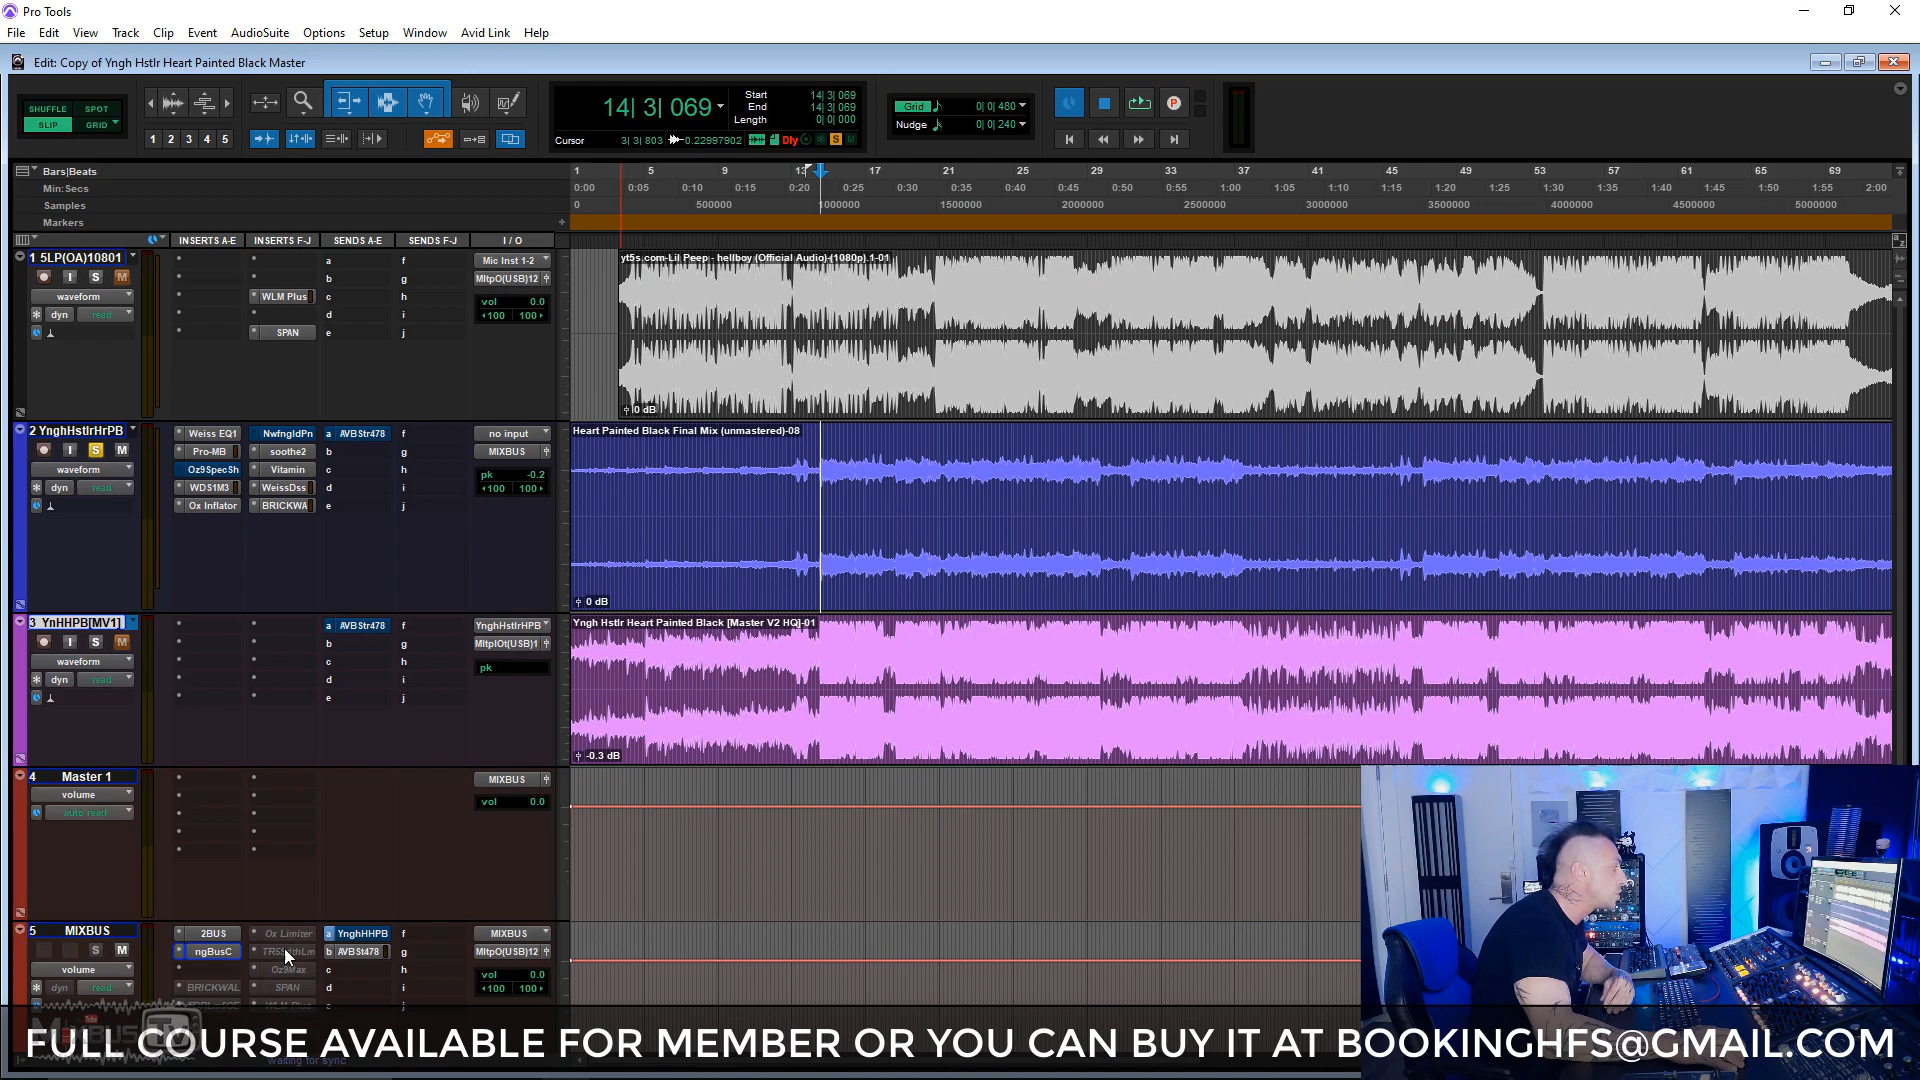 Pro Tools
File Edit View Track Clip Event AudioSuite Options Setup Window Avid Link Help
Edit: Copy of Yngh Hstlr Heart Painted Black Master
SHUFFLE SPOT
SLIP GRID
1 2 3 4 5
14| 3| 069
Start 14| 3| 069
End 14| 3| 069
Length 0| 0| 000
Cursor 3| 3| 803 0.22997902 Dly S M
Grid 0| 0| 480
Nudge 0| 0| 240
P
Bars|Beats 1 5 9 13 17 21 25 29 33 37 41 45 49 53 57 61 65 69
Min:Secs 0:00 0:05 0:10 0:15 0:20 0:25 0:30 0:35 0:40 0:45 0:50 0:55 1:00 1:05 1:10 1:15 1:20 1:25 1:30 1:35 1:40 1:45 1:50 1:55 2:00
Samples 0 500000 1000000 1500000 2000000 2500000 3000000 3500000 4000000 4500000 5000000
Markers
INSERTS A-E INSERTS F-J SENDS A-E SENDS F-J I / O
1 5LP(OA)10801 a f Mic Inst 1-2
yt5s.com-Lil Peep - hellboy (Official Audio)-(1080p).1-01
I S M b g MltpO(USB)12
waveform WLM Plus c h vol 0.0
dyn read d i 100 100
SPAN e j
0 dB
2 YnghHstlrHrPB Weiss EQ1 NwfngldPn a AVBStr478 f no input
Heart Painted Black Final Mix (unmastered)-08
I S M Pro-MB soothe2 b g MIXBUS
waveform Oz9SpecSh Vitamin c h pk -0.2
dyn read WDS1M3 WeissDss d i 100 100
Ox Inflator BRICKWA e j
0 dB
3 YnHHPB[MV1] a AVBStr478 f YnghHstlrHPB
Yngh Hstlr Heart Painted Black [Master V2 HQ]-01
I S M b g MltpIOt(USB)1
waveform c h pk
dyn read d i
e j
-0.3 dB
4 Master 1 MIXBUS
volume vol 0.0
auto read
5 MIXBUS 2BUS Ox Limiter a YnghHHPB f MIXBUS
S M ngBusC b AVBSt478 g MltpO(USB)12
volume Oz9Max c h vol 0.0
dyn read BRICKWAL SPAN d i 100 100
WLM Plus e j
FULL COURSE AVAILABLE FOR MEMBER OR YOU CAN BUY IT AT BOOKINGHFS@GMAIL.COM
Waiting for sync